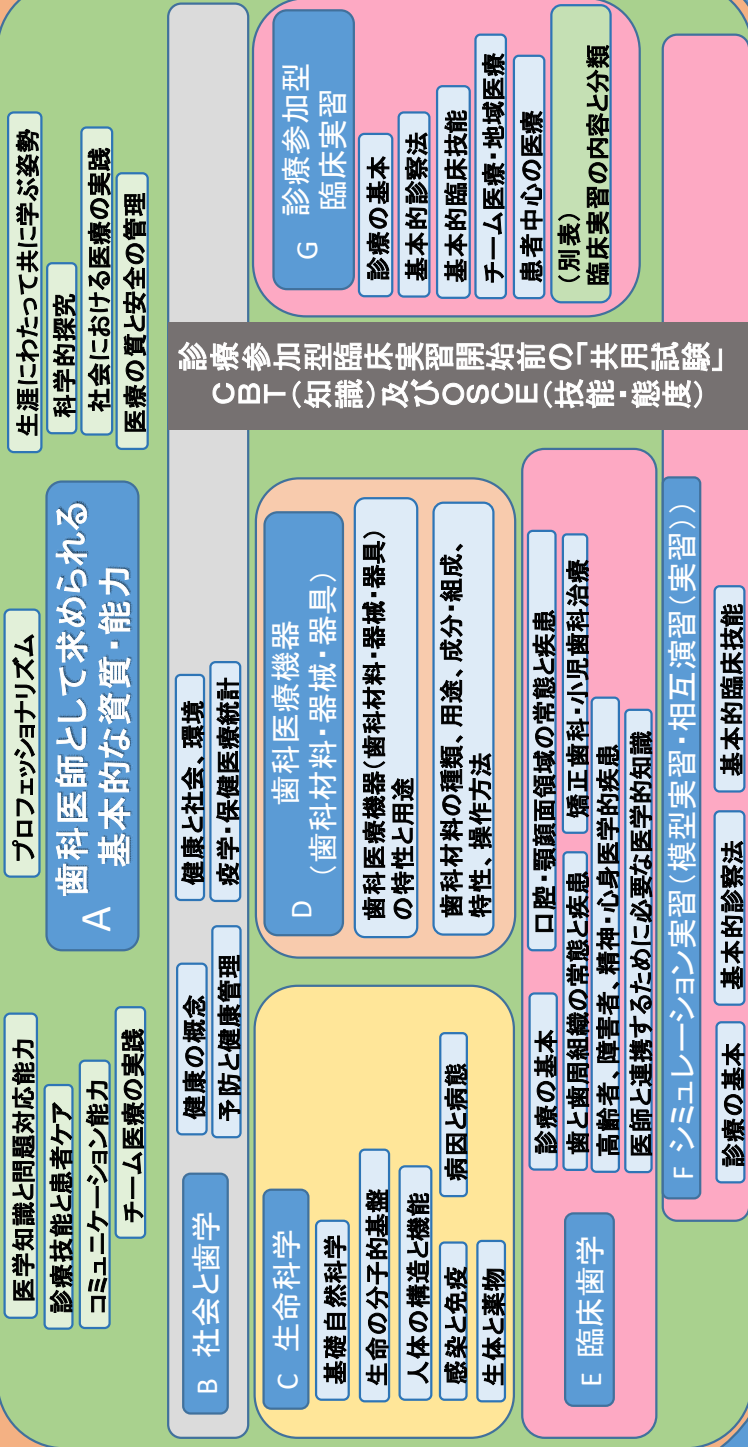 医学知識と問題対応能力
診療技能と患者ケア
コミュニケーション能力
チーム医療の実践
プロフェッショナリズム
A 歯科医師として求められる
基本的な資質・能力
生涯にわたって共に学ぶ姿勢
科学的探究
社会における医療の実践
医療の質と安全の管理
B 社会と歯学
健康の概念
予防と健康管理
健康と社会、環境
疫学・保健医療統計
C 生命科学
基礎自然科学
生命の分子的基盤
人体の構造と機能
感染と免疫
病因と病態
生体と薬物
D 歯科医療機器
（歯科材料・器械・器具）
歯科医療機器（歯科材料・器械・器具）
の特性と用途
歯科材料の種類、用途、成分・組成、
特性、操作方法
E 臨床歯学
診療の基本
口腔・顎顔面領域の常態と疾患
歯と歯周組織の常態と疾患
矯正歯科・小児歯科治療
高齢者、障害者、精神・心身医学的疾患
医師と連携するために必要な医学的知識
F シミュレーション実習（模型実習・相互演習（実習））
診療の基本
基本的診察法
基本的臨床技能
診療参加型臨床実習開始前の「共用試験」
CBT（知識）及びOSCE（技能・態度）
G 診療参加型
臨床実習
診療の基本
基本的診察法
基本的臨床技能
チーム医療・地域医療
患者中心の医療
（別表）
臨床実習の内容と分類